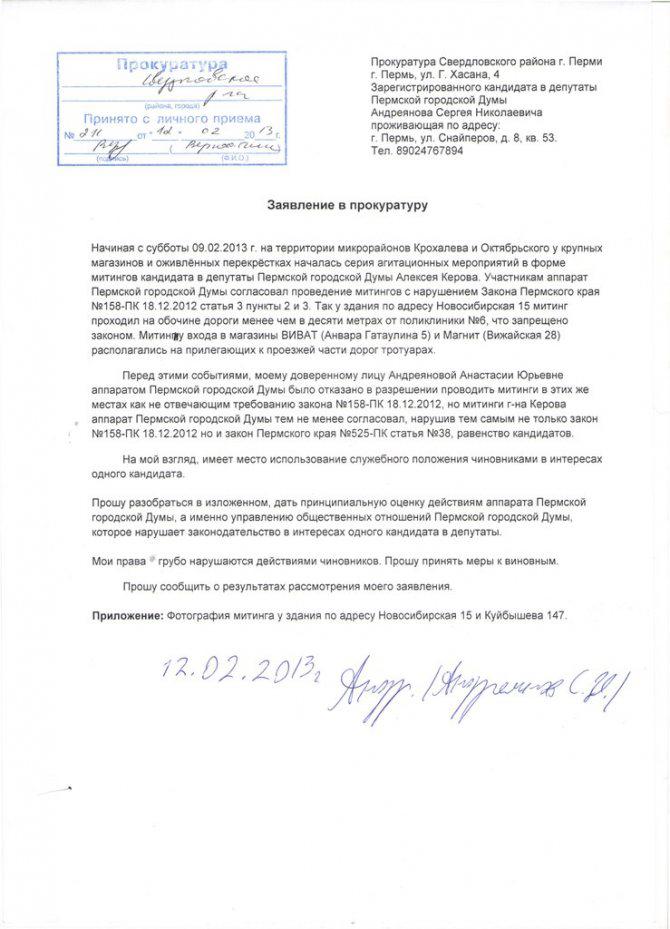 Прокуратура
Свердловского
р-на
(района, города)
Принято с личного приема
№ 211 от " 12 - 02 2013 г.
(подпись) (Ф.И.О.)
Прокуратура Свердловского района г. Перми
г. Пермь, ул. Г. Хасана, 4
Зарегистрированного кандидата в депутаты
Пермской городской Думы
Андреянова Сергея Николаевича
проживающая по адресу:
г. Пермь, ул. Снайперов, д. 8, кв. 53.
Тел. 89024767894
Заявление в прокуратуру
Начиная с субботы 09.02.2013 г. на территории микрорайонов Крохалева и Октябрьского у крупных
магазинов и оживлённых перекрёстках началась серия агитационных мероприятий в форме
митингов кандидата в депутаты Пермской городской Думы Алексея Керова. Участникам аппарат
Пермской городской Думы согласовал проведение митингов с нарушением Закона Пермского края
№158-ПК 18.12.2012 статья 3 пункты 2 и 3. Так у здания по адресу Новосибирская 15 митинг
проходил на обочине дороги менее чем в десяти метрах от поликлиники №6, что запрещено
законом. Митинг у входа в магазины ВИВАТ (Анвара Гатаулина 5) и Магнит (Вижайская 28)
располагались на прилегающих к проезжей части дорог тротуарах.
Перед этими событиями, моему доверенному лицу Андреяновой Анастасии Юрьевне
аппаратом Пермской городской Думы было отказано в разрешении проводить митинги в этих же
местах как не отвечающим требованию закона №158-ПК 18.12.2012, но митинги г-на Керова
аппарат Пермской городской Думы тем не менее согласовал, нарушив тем самым не только закон
№158-ПК 18.12.2012 но и закон Пермского края №525-ПК статья №38, равенство кандидатов.
На мой взгляд, имеет место использование служебного положения чиновниками в интересах
одного кандидата.
Прошу разобраться в изложенном, дать принципиальную оценку действиям аппарата Пермской
городской Думы, а именно управлению общественных отношений Пермской городской Думы,
которое нарушает законодательство в интересах одного кандидата в депутаты.
Мои права грубо нарушаются действиями чиновников. Прошу принять меры к виновным.
Прошу сообщить о результатах рассмотрения моего заявления.
Приложение: Фотография митинга у здания по адресу Новосибирская 15 и Куйбышева 147.
12.02.2013г Андр. /Андреянов С.Н./